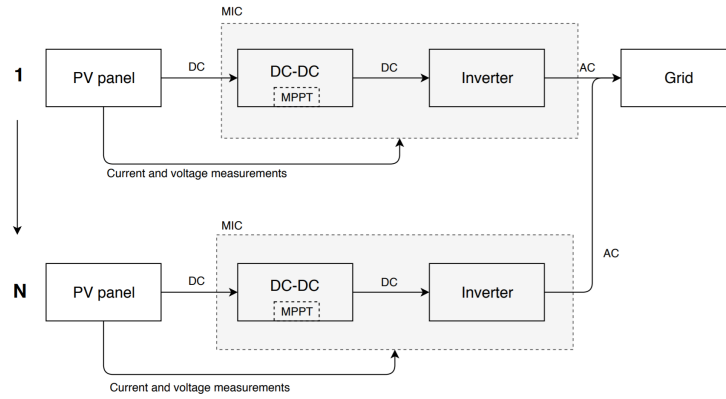 MIC
1
PV panel
DC
DC-DC
MPPT
DC
Inverter
AC
Grid
Current and voltage measurements
MIC
AC
N
PV panel
DC
DC-DC
MPPT
DC
Inverter
Current and voltage measurements